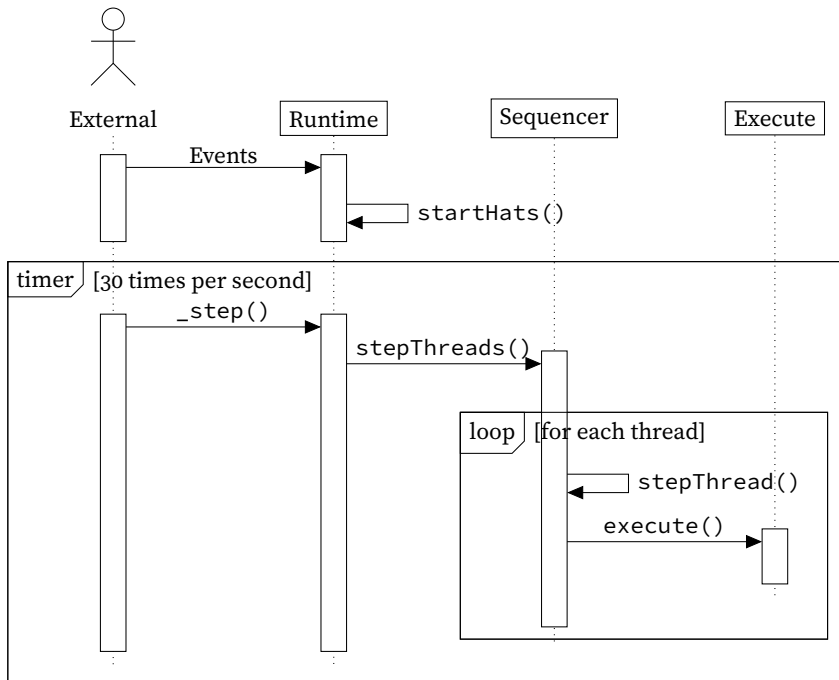 External
Runtime
Sequencer
Execute
Events
startHats()
timer [30 times per second]
_step()
stepThreads()
loop [for each thread]
stepThread()
execute()